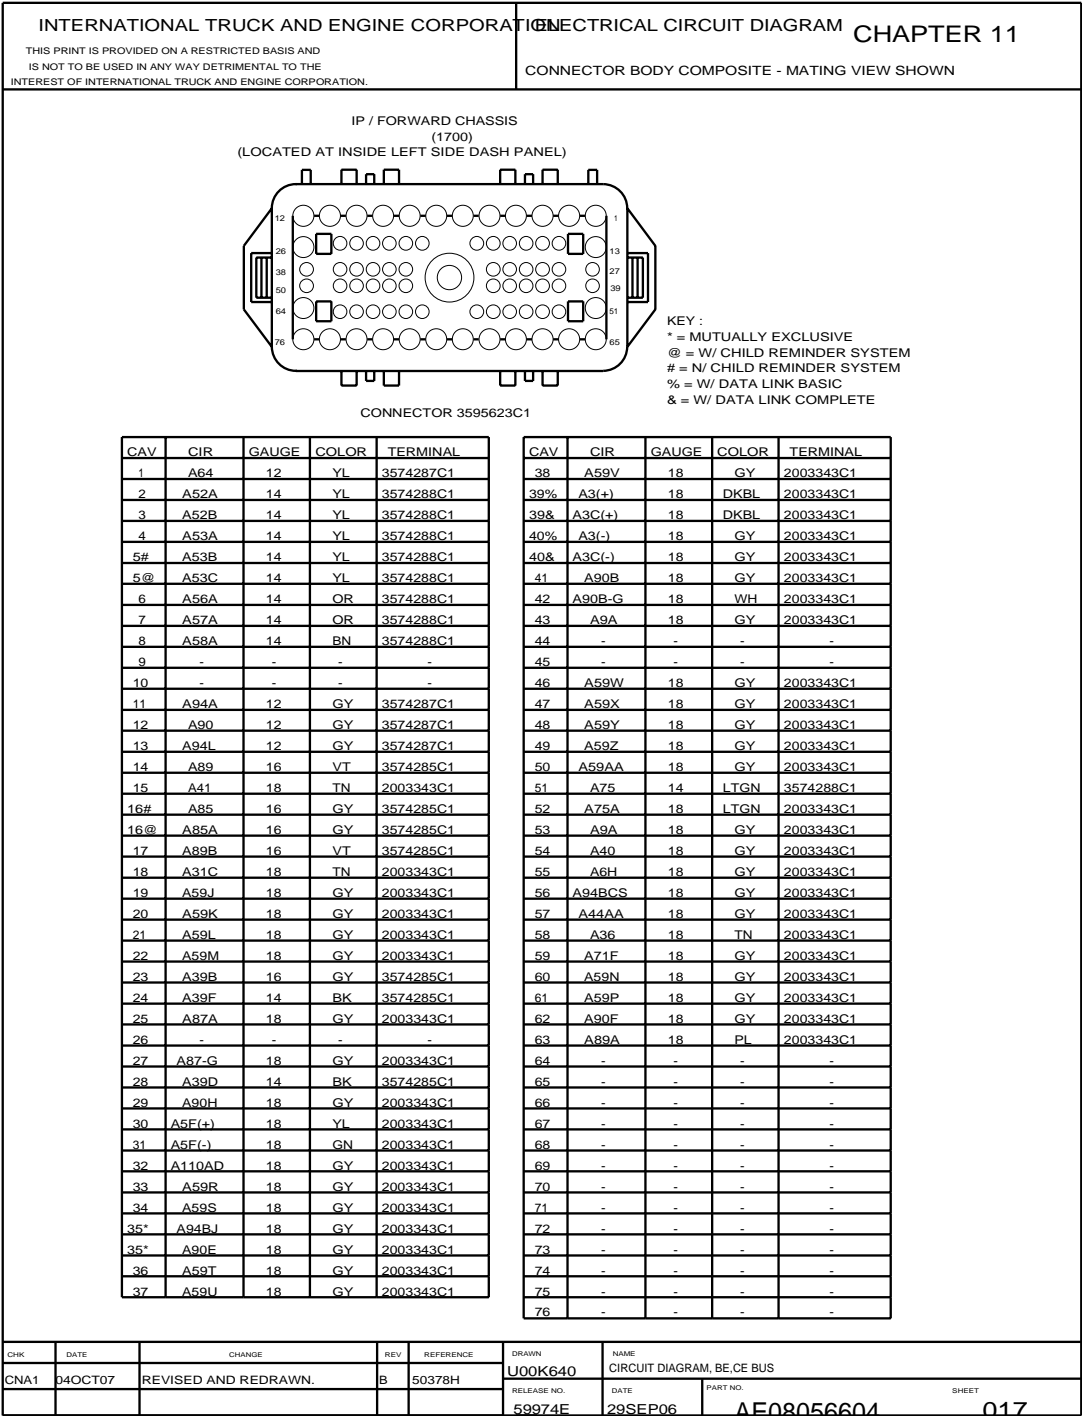 INTERNATIONAL TRUCK AND ENGINE CORPORATION
ELECTRICAL CIRCUIT DIAGRAM
CHAPTER 11
THIS PRINT IS PROVIDED ON A RESTRICTED BASIS AND
IS NOT TO BE USED IN ANY WAY DETRIMENTAL TO THE
INTEREST OF INTERNATIONAL TRUCK AND ENGINE CORPORATION.
CONNECTOR BODY COMPOSITE - MATING VIEW SHOWN
IP / FORWARD CHASSIS
(1700)
(LOCATED AT INSIDE LEFT SIDE DASH PANEL)
12 1
26 13
38 27
50 39
64 51
76 65
KEY :
* = MUTUALLY EXCLUSIVE
@ = W/ CHILD REMINDER SYSTEM
# = N/ CHILD REMINDER SYSTEM
% = W/ DATA LINK BASIC
& = W/ DATA LINK COMPLETE
CONNECTOR 3595623C1
CAV CIR GAUGE COLOR TERMINAL
1 A64 12 YL 3574287C1
2 A52A 14 YL 3574288C1
3 A52B 14 YL 3574288C1
4 A53A 14 YL 3574288C1
5# A53B 14 YL 3574288C1
5@ A53C 14 YL 3574288C1
6 A56A 14 OR 3574288C1
7 A57A 14 OR 3574288C1
8 A58A 14 BN 3574288C1
9 - - - -
10 - - - -
11 A94A 12 GY 3574287C1
12 A90 12 GY 3574287C1
13 A94L 12 GY 3574287C1
14 A89 16 VT 3574285C1
15 A41 18 TN 2003343C1
16# A85 16 GY 3574285C1
16@ A85A 16 GY 3574285C1
17 A89B 16 VT 3574285C1
18 A31C 18 TN 2003343C1
19 A59J 18 GY 2003343C1
20 A59K 18 GY 2003343C1
21 A59L 18 GY 2003343C1
22 A59M 18 GY 2003343C1
23 A39B 16 GY 3574285C1
24 A39F 14 BK 3574285C1
25 A87A 18 GY 2003343C1
26 - - - -
27 A87-G 18 GY 2003343C1
28 A39D 14 BK 3574285C1
29 A90H 18 GY 2003343C1
30 A5F(+) 18 YL 2003343C1
31 A5F(-) 18 GN 2003343C1
32 A110AD 18 GY 2003343C1
33 A59R 18 GY 2003343C1
34 A59S 18 GY 2003343C1
35* A94BJ 18 GY 2003343C1
35* A90E 18 GY 2003343C1
36 A59T 18 GY 2003343C1
37 A59U 18 GY 2003343C1
CAV CIR GAUGE COLOR TERMINAL
38 A59V 18 GY 2003343C1
39% A3(+) 18 DKBL 2003343C1
39& A3C(+) 18 DKBL 2003343C1
40% A3(-) 18 GY 2003343C1
40& A3C(-) 18 GY 2003343C1
41 A90B 18 GY 2003343C1
42 A90B-G 18 WH 2003343C1
43 A9A 18 GY 2003343C1
44 - - - -
45 - - - -
46 A59W 18 GY 2003343C1
47 A59X 18 GY 2003343C1
48 A59Y 18 GY 2003343C1
49 A59Z 18 GY 2003343C1
50 A59AA 18 GY 2003343C1
51 A75 14 LTGN 3574288C1
52 A75A 18 LTGN 2003343C1
53 A9A 18 GY 2003343C1
54 A40 18 GY 2003343C1
55 A6H 18 GY 2003343C1
56 A94BCS 18 GY 2003343C1
57 A44AA 18 GY 2003343C1
58 A36 18 TN 2003343C1
59 A71F 18 GY 2003343C1
60 A59N 18 GY 2003343C1
61 A59P 18 GY 2003343C1
62 A90F 18 GY 2003343C1
63 A89A 18 PL 2003343C1
64 - - - -
65 - - - -
66 - - - -
67 - - - -
68 - - - -
69 - - - -
70 - - - -
71 - - - -
72 - - - -
73 - - - -
74 - - - -
75 - - - -
76 - - - -
CHK DATE CHANGE REV REFERENCE
CNA1 04OCT07 REVISED AND REDRAWN. B 50378H
DRAWN
U00K640
NAME
CIRCUIT DIAGRAM, BE,CE BUS
RELEASE NO.
59974E
DATE
29SEP06
PART NO.
AE08056604
SHEET
017